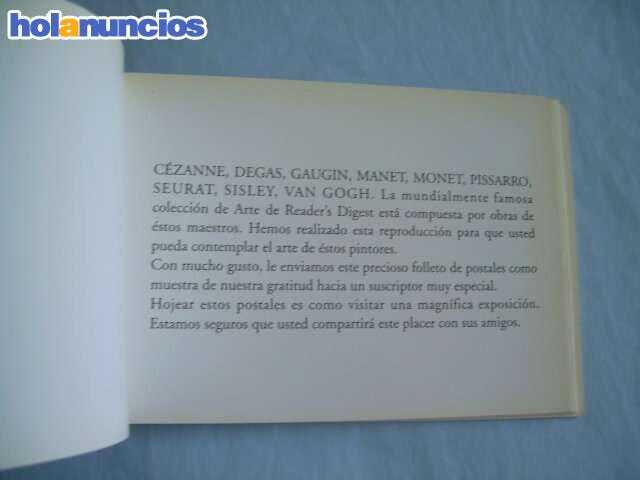 holanuncios
CÉZANNE, DEGAS, GAUGIN, MANET, MONET, PISSARRO,
SEURAT, SISLEY, VAN GOGH. La mundialmente famosa
colección de Arte de Reader's Digest está compuesta por obras de
éstos maestros. Hemos realizado esta reproducción para que usted
pueda contemplar el arte de éstos pintores.
Con mucho gusto, le enviamos este precioso folleto de postales como
muestra de nuestra gratitud hacia un suscriptor muy especial.
Hojear estos postales es como visitar una magnífica exposición.
Estamos seguros que usted compartirá este placer con sus amigos.